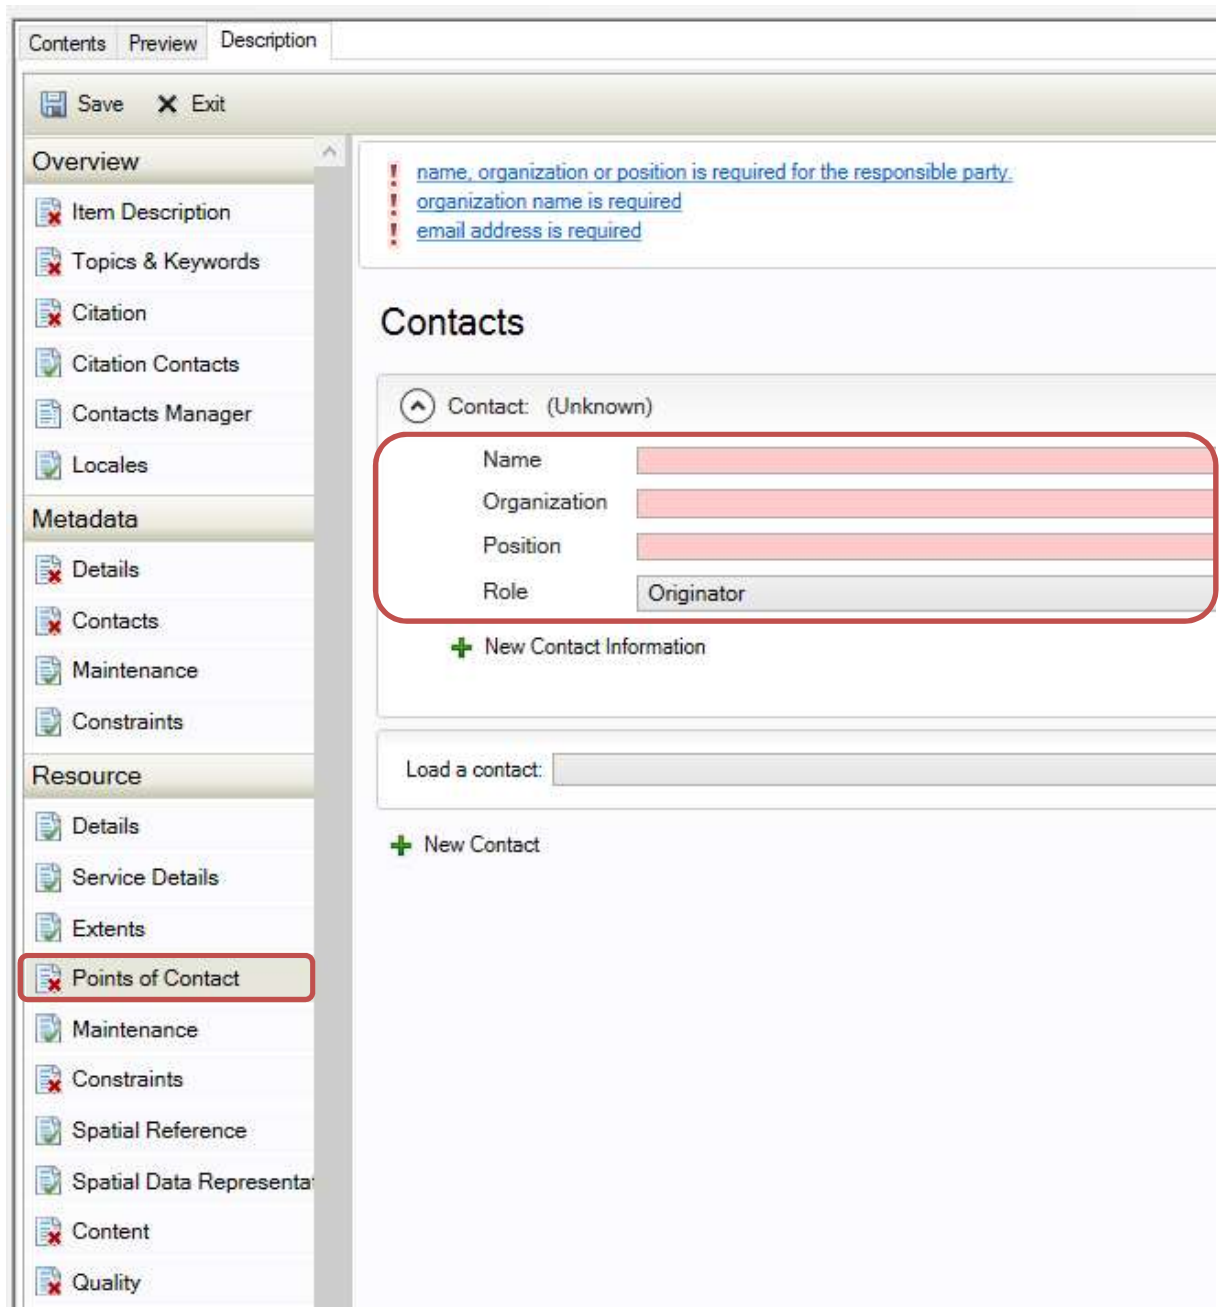 Contents Preview Description
Save Exit
Overview
Item Description
Topics & Keywords
Citation
Citation Contacts
Contacts Manager
Locales
Metadata
Details
Contacts
Maintenance
Constraints
Resource
Details
Service Details
Extents
Points of Contact
Maintenance
Constraints
Spatial Reference
Spatial Data Representa
Content
Quality
name, organization or position is required for the responsible party.
organization name is required
email address is required
Contacts
Contact: (Unknown)
Name
Organization
Position
Role Originator
New Contact Information
Load a contact:
New Contact